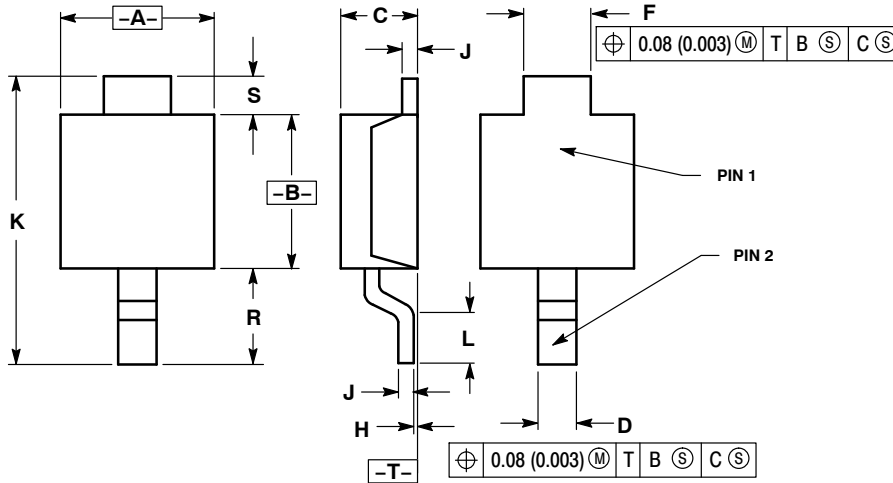 –A–
C
F
J
⌖ 0.08 (0.003) Ⓜ T B Ⓢ C Ⓢ
S
–B–
K
PIN 1
PIN 2
R
L
J
D
H
⌖ 0.08 (0.003) Ⓜ T B Ⓢ C Ⓢ
–T–